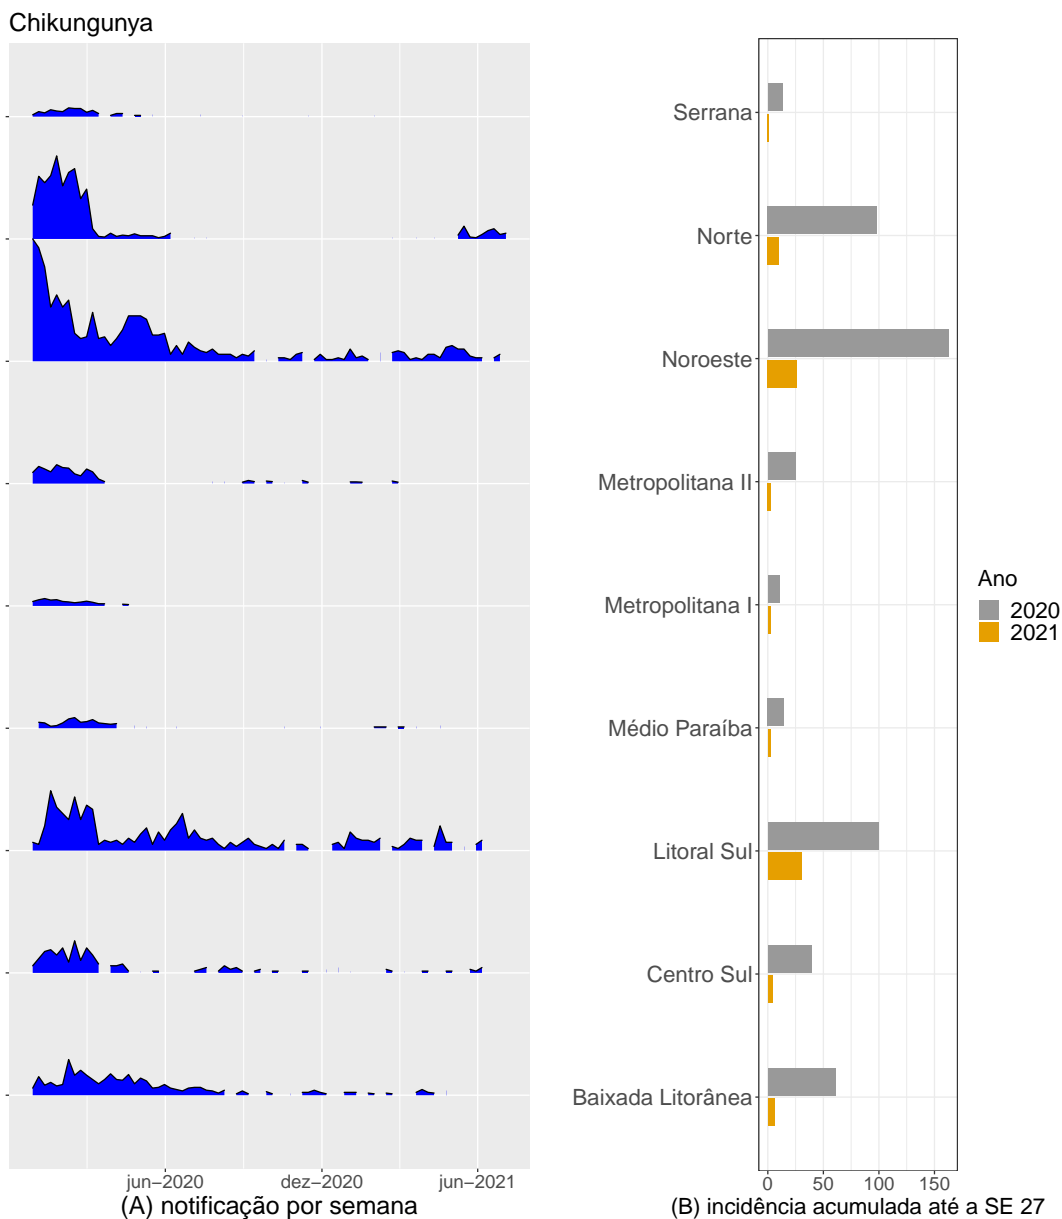 Chikungunya
jun–2020
dez–2020
jun–2021
(A) notificação por semana
Serrana
Norte
Noroeste
Metropolitana II
Metropolitana I
Médio Paraíba
Litoral Sul
Centro Sul
Baixada Litorânea
0
50
100
150
(B) incidência acumulada até a SE 27
Ano
2020
2021